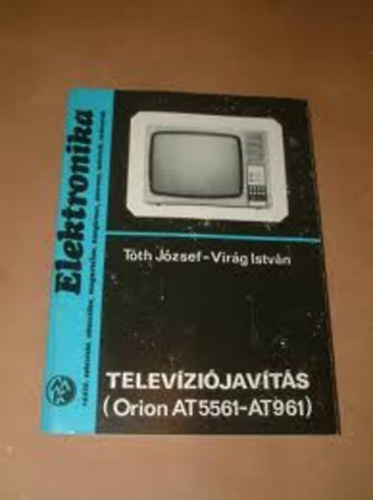 Elektronika
Tóth József-Virág István
TELEVÍZIÓJAVÍTÁS
(Orion AT5561-AT961)